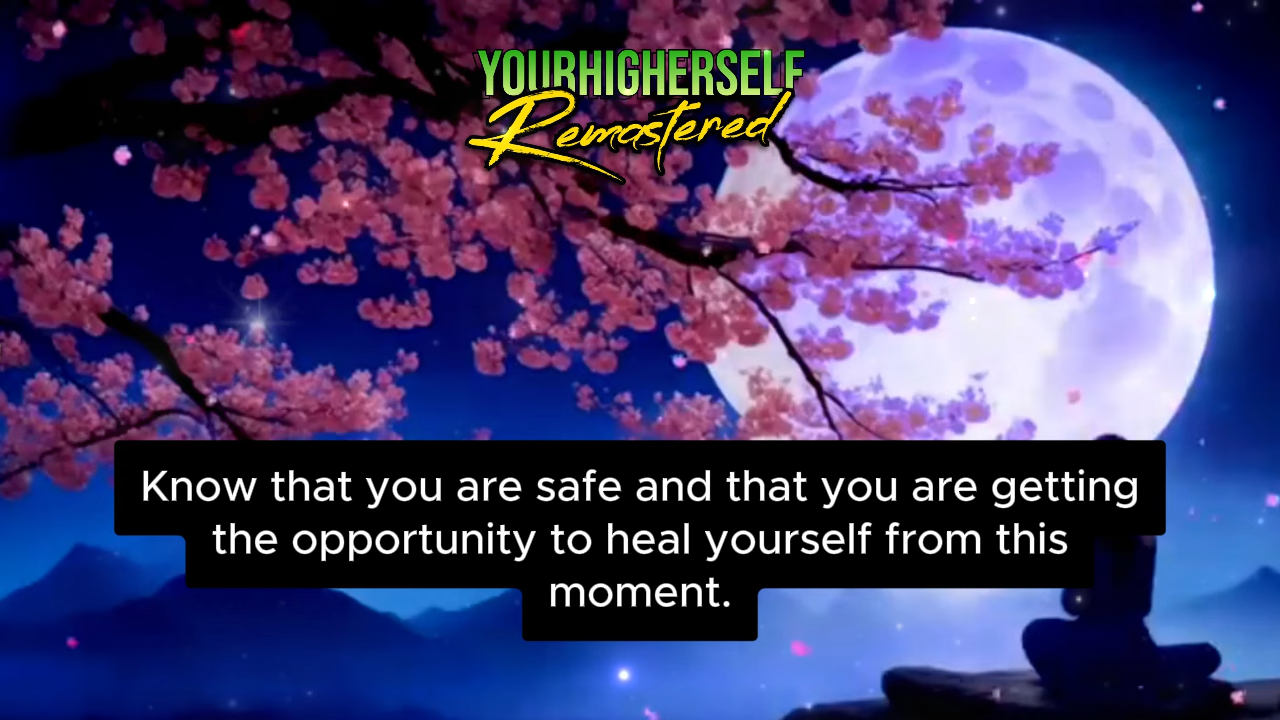 YOURHIGHERSELF
Remastered
Know that you are safe and that you are getting
the opportunity to heal yourself from this
moment.